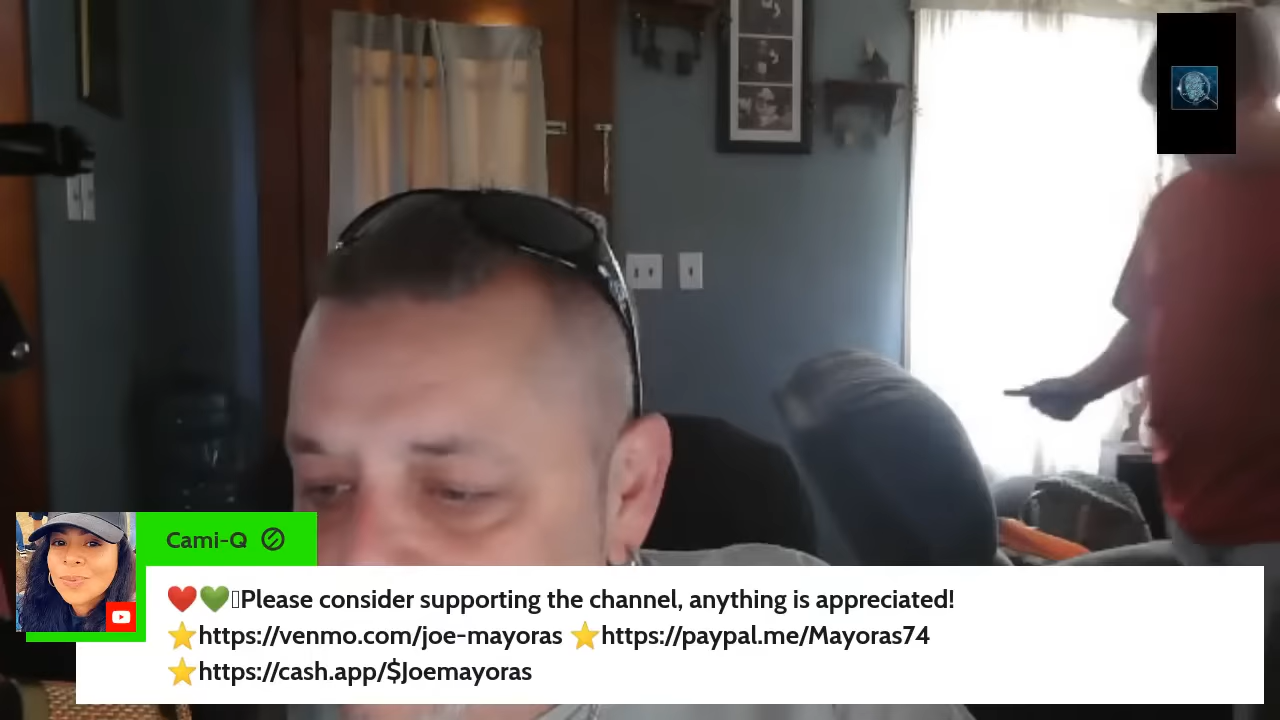 Cami-Q
❤️💚Please consider supporting the channel, anything is appreciated!
⭐https://venmo.com/joe-mayoras ⭐https://paypal.me/Mayoras74
⭐https://cash.app/$Joemayoras